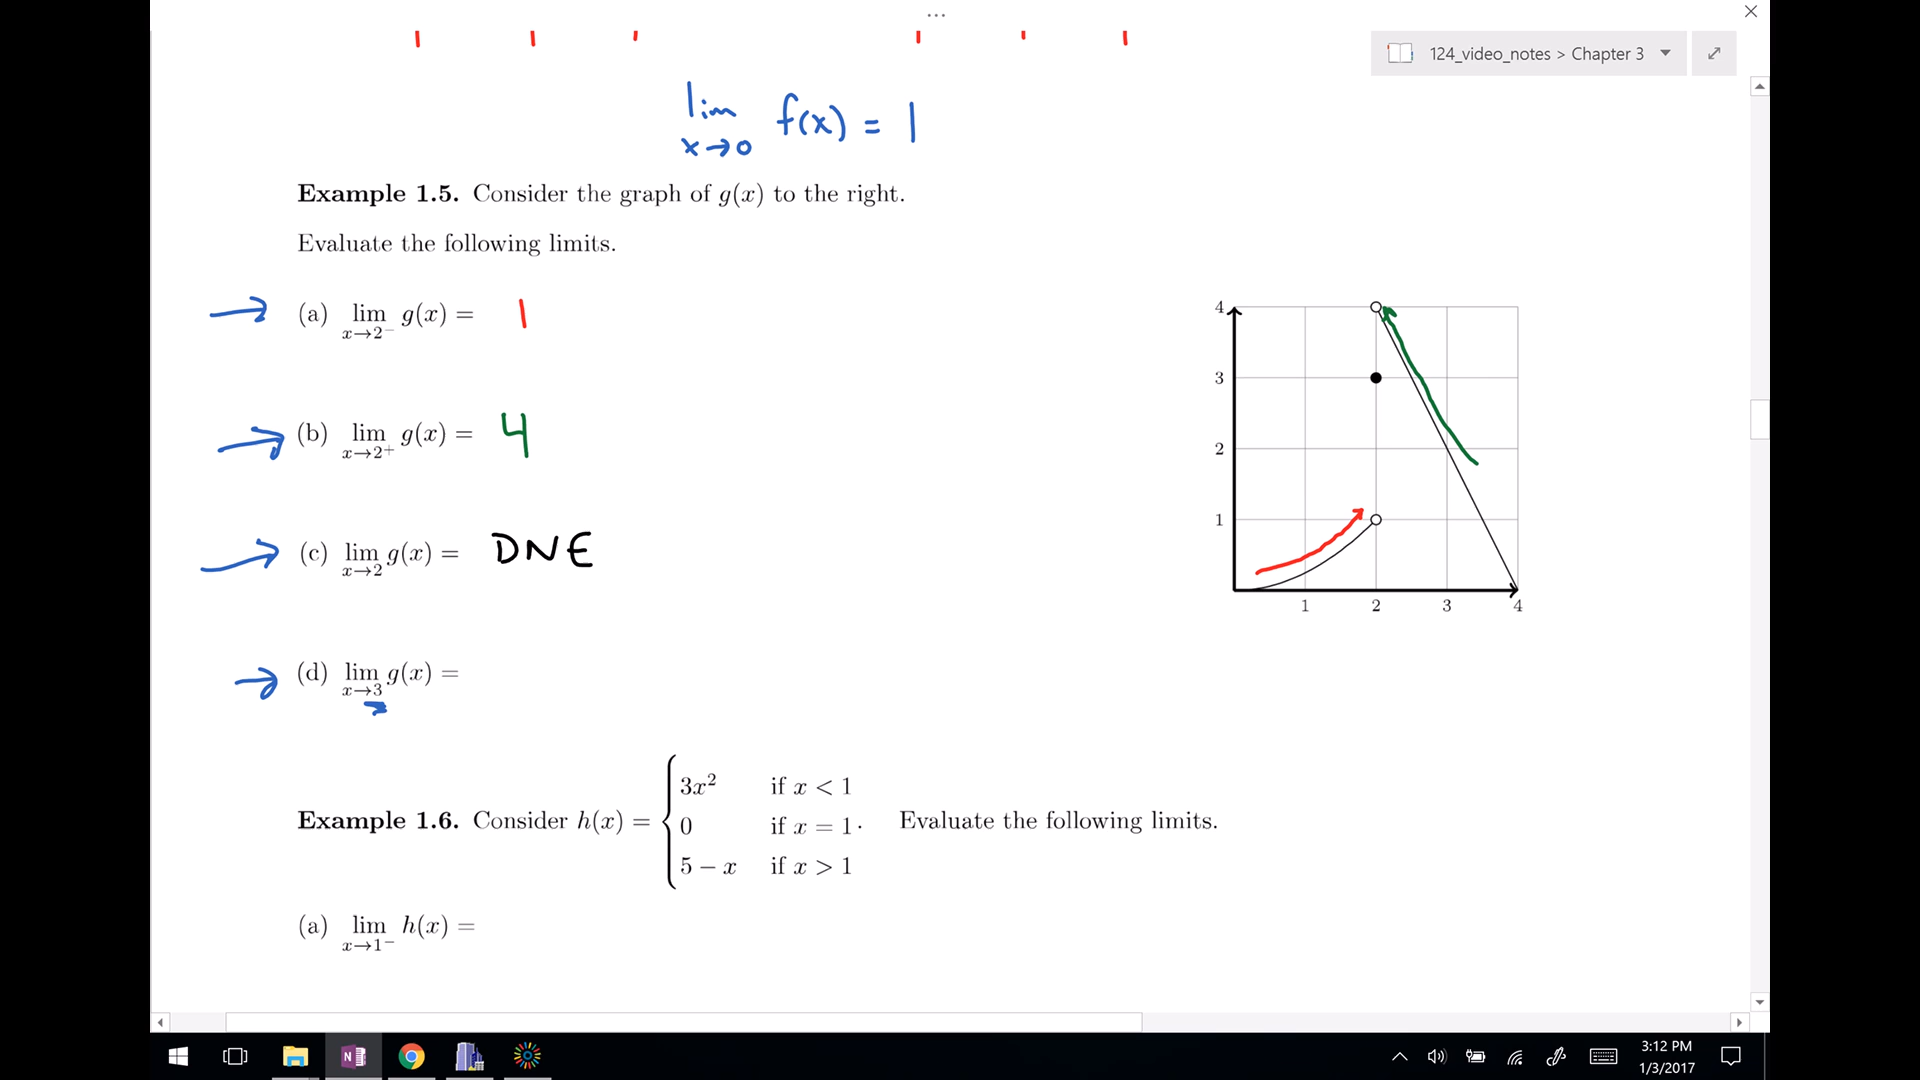 ...
124_video_notes > Chapter 3
lim f(x) = 1
x→0
Example 1.5. Consider the graph of g(x) to the right.
Evaluate the following limits.
(a) lim g(x) = 1
x→2⁻
(b) lim g(x) = 4
x→2⁺
(c) lim g(x) = DNE
x→2
(d) lim g(x) =
x→3
4
3
2
1
1 2 3 4
3x² if x < 1
Example 1.6. Consider h(x) = { 0 if x = 1 . Evaluate the following limits.
5 − x if x > 1
(a) lim h(x) =
x→1⁻
3:12 PM
1/3/2017